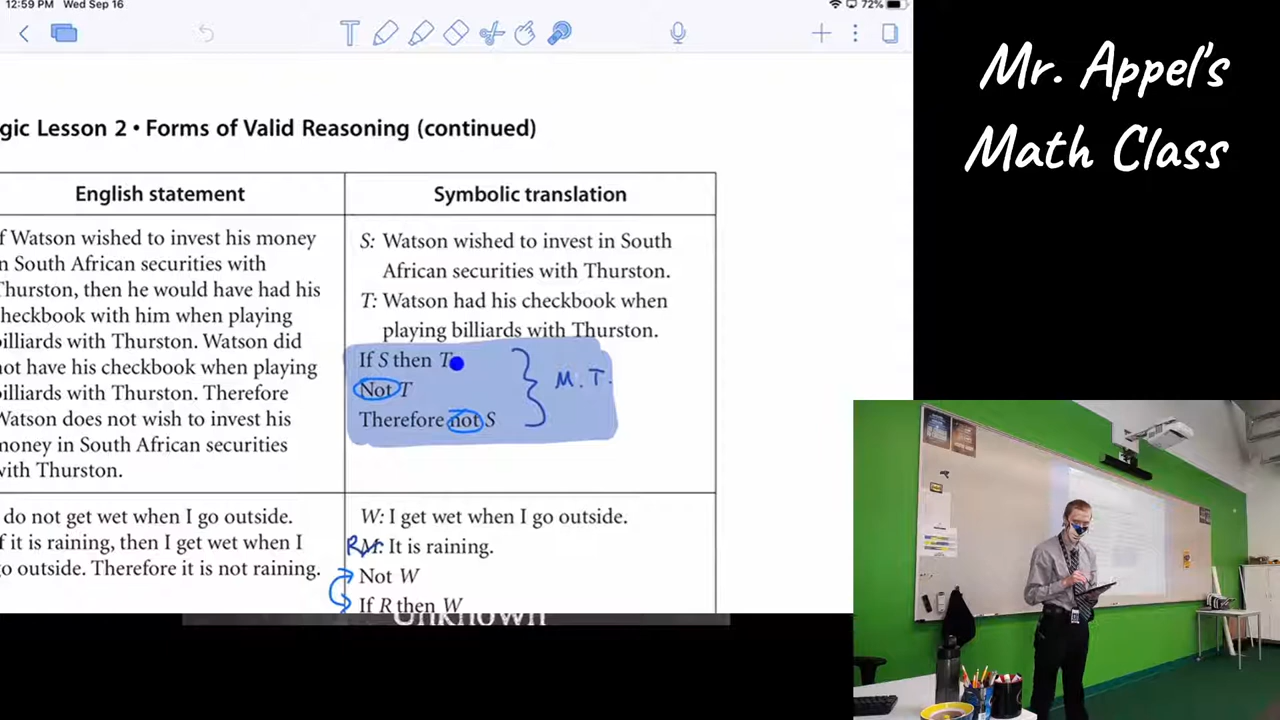 12:59 PM Wed Sep 16
72%
Mr. Appel's
Math Class
gic Lesson 2 • Forms of Valid Reasoning (continued)
English statement
Symbolic translation
f Watson wished to invest his money
n South African securities with
Thurston, then he would have had his
heckbook with him when playing
illiards with Thurston. Watson did
not have his checkbook when playing
illiards with Thurston. Therefore
Watson does not wish to invest his
money in South African securities
with Thurston.
S: Watson wished to invest in South
African securities with Thurston.
T: Watson had his checkbook when
playing billiards with Thurston.
If S then T
Not T
Therefore not S
M. T.
do not get wet when I go outside.
f it is raining, then I get wet when I
go outside. Therefore it is not raining.
W: I get wet when I go outside.
R M: It is raining.
Not W
If R then W
Unknown